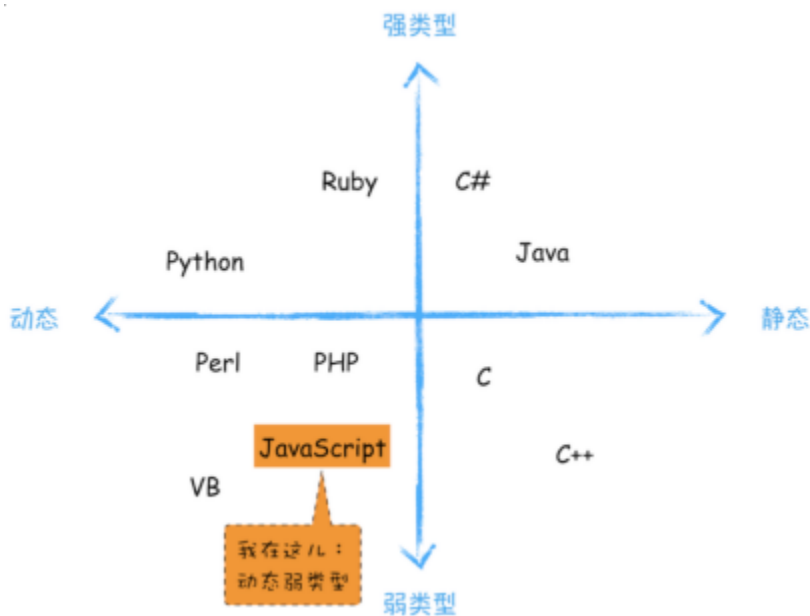 强类型
Ruby C#
Python Java
动态 静态
Perl PHP C
JavaScript C++
VB
我在这儿：
动态弱类型
弱类型